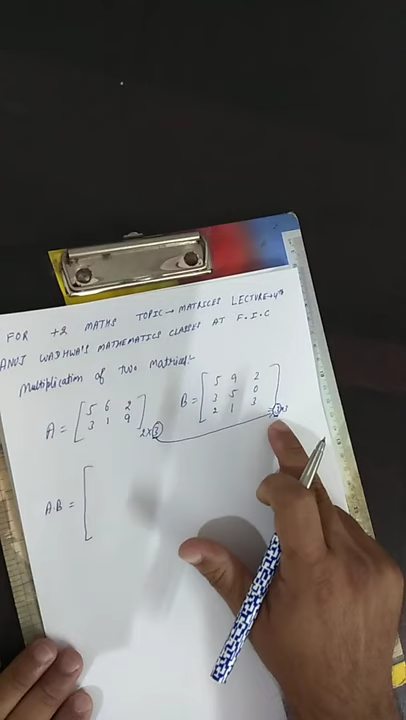 FOR +2 MATHS TOPIC → MATRICES LECTURE → 4th
ANUJ WADHWA'S MATHEMATICS CLASSES AT F.I.C
Multiplication of two Matrices:-
A = [5 6 2
3 1 9] 2×3
B = [5 9 2
3 5 0
2 1 3] 3×3
A.B = [